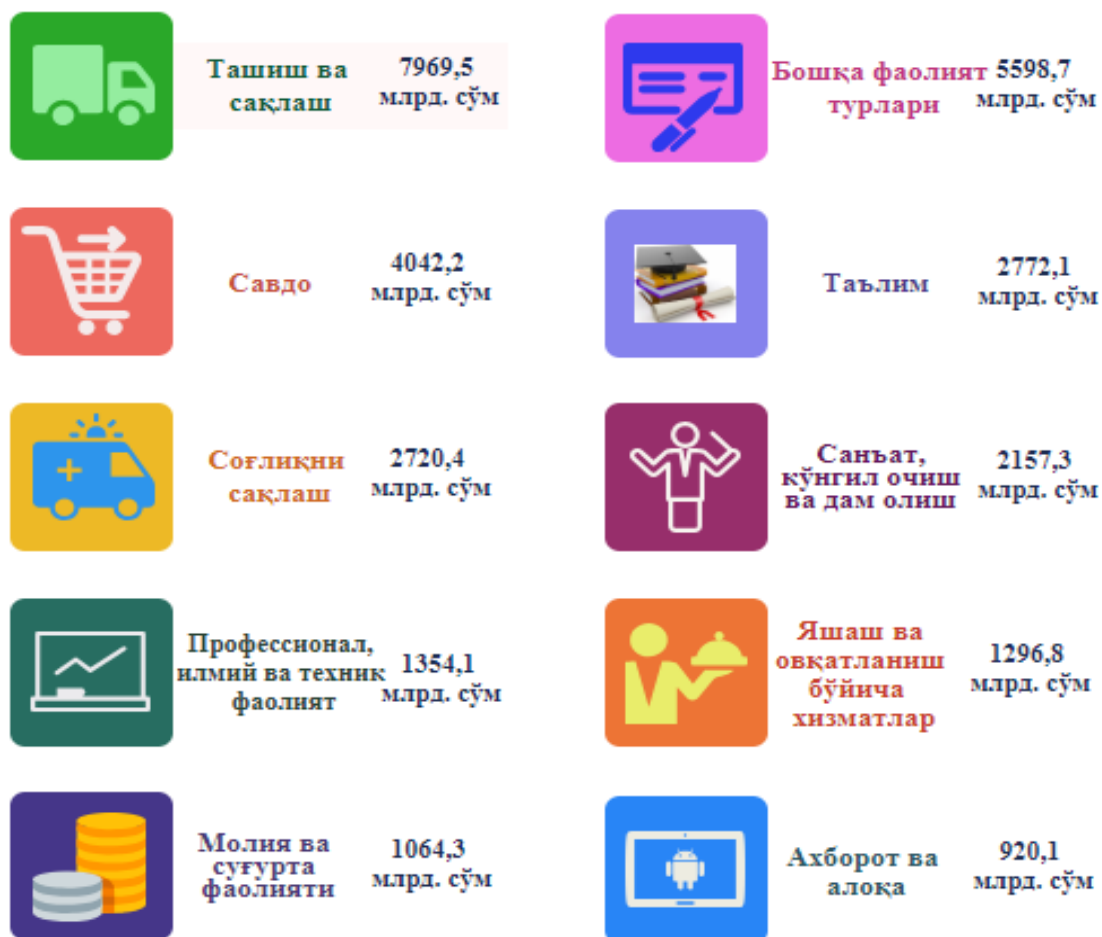 Ташиш ва
сақлаш
7969,5
млрд. сўм
Бошқа фаолият
турлари
5598,7
млрд. сўм
Савдо
4042,2
млрд. сўм
Таълим
2772,1
млрд. сўм
Соғлиқни
сақлаш
2720,4
млрд. сўм
Санъат,
кўнгил очиш
ва дам олиш
2157,3
млрд. сўм
Профессионал,
илмий ва техник
фаолият
1354,1
млрд. сўм
Яшаш ва
овқатланиш
бўйича
хизматлар
1296,8
млрд. сўм
Молия ва
суғурта
фаолияти
1064,3
млрд. сўм
Ахборот ва
алоқа
920,1
млрд. сўм